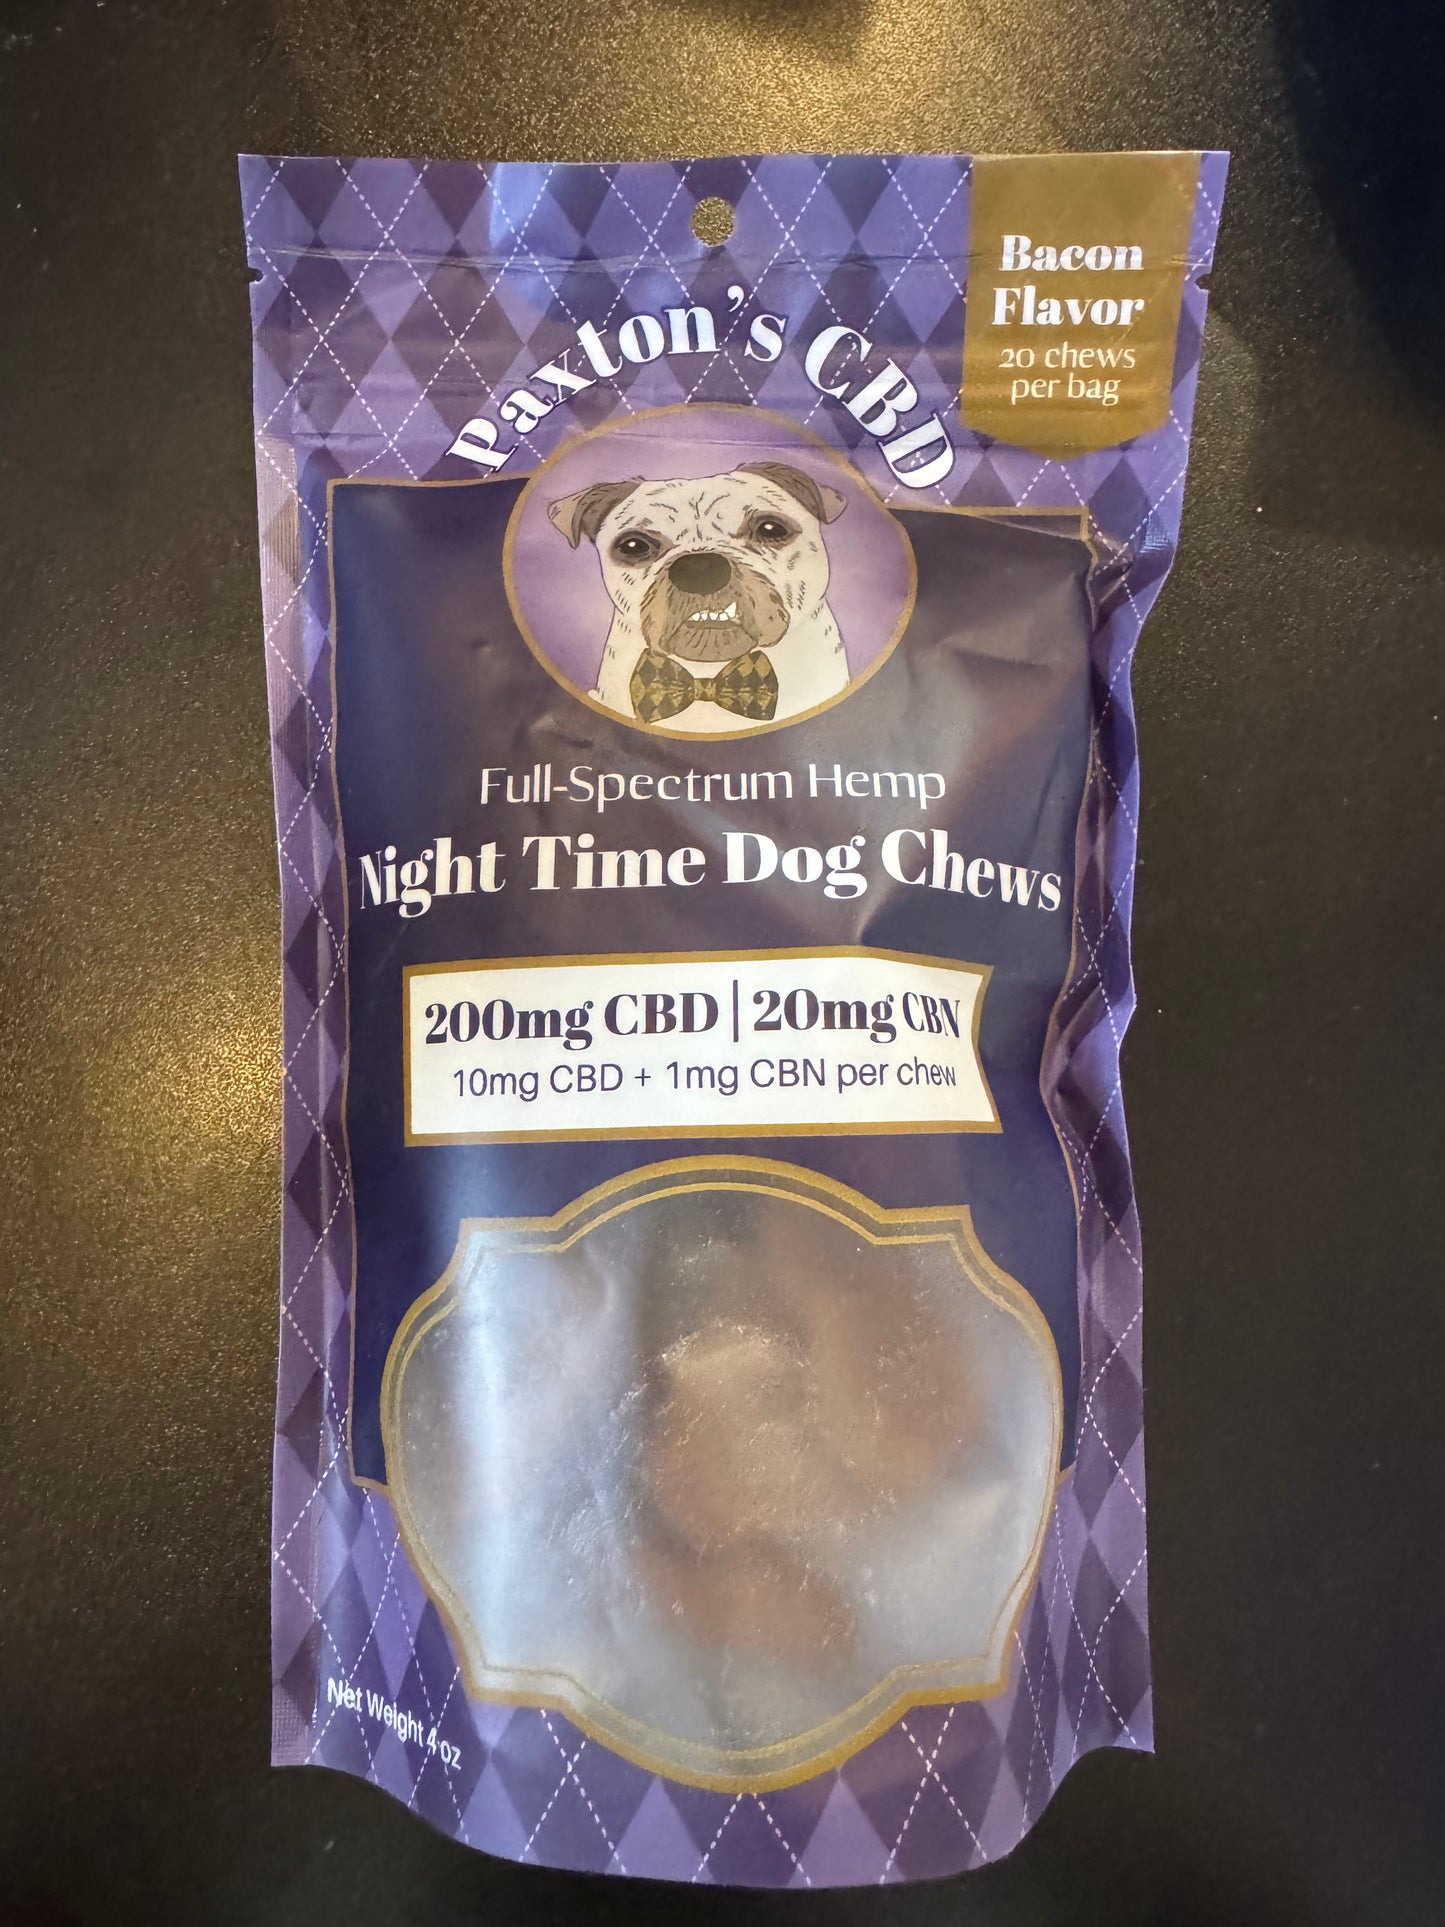 Bacon
Flavor
20 chews
per bag
Paxton's CBD
Full-Spectrum Hemp
Night Time Dog Chews
200mg CBD | 20mg CBN
10mg CBD + 1mg CBN per chew
Net Weight 4 oz